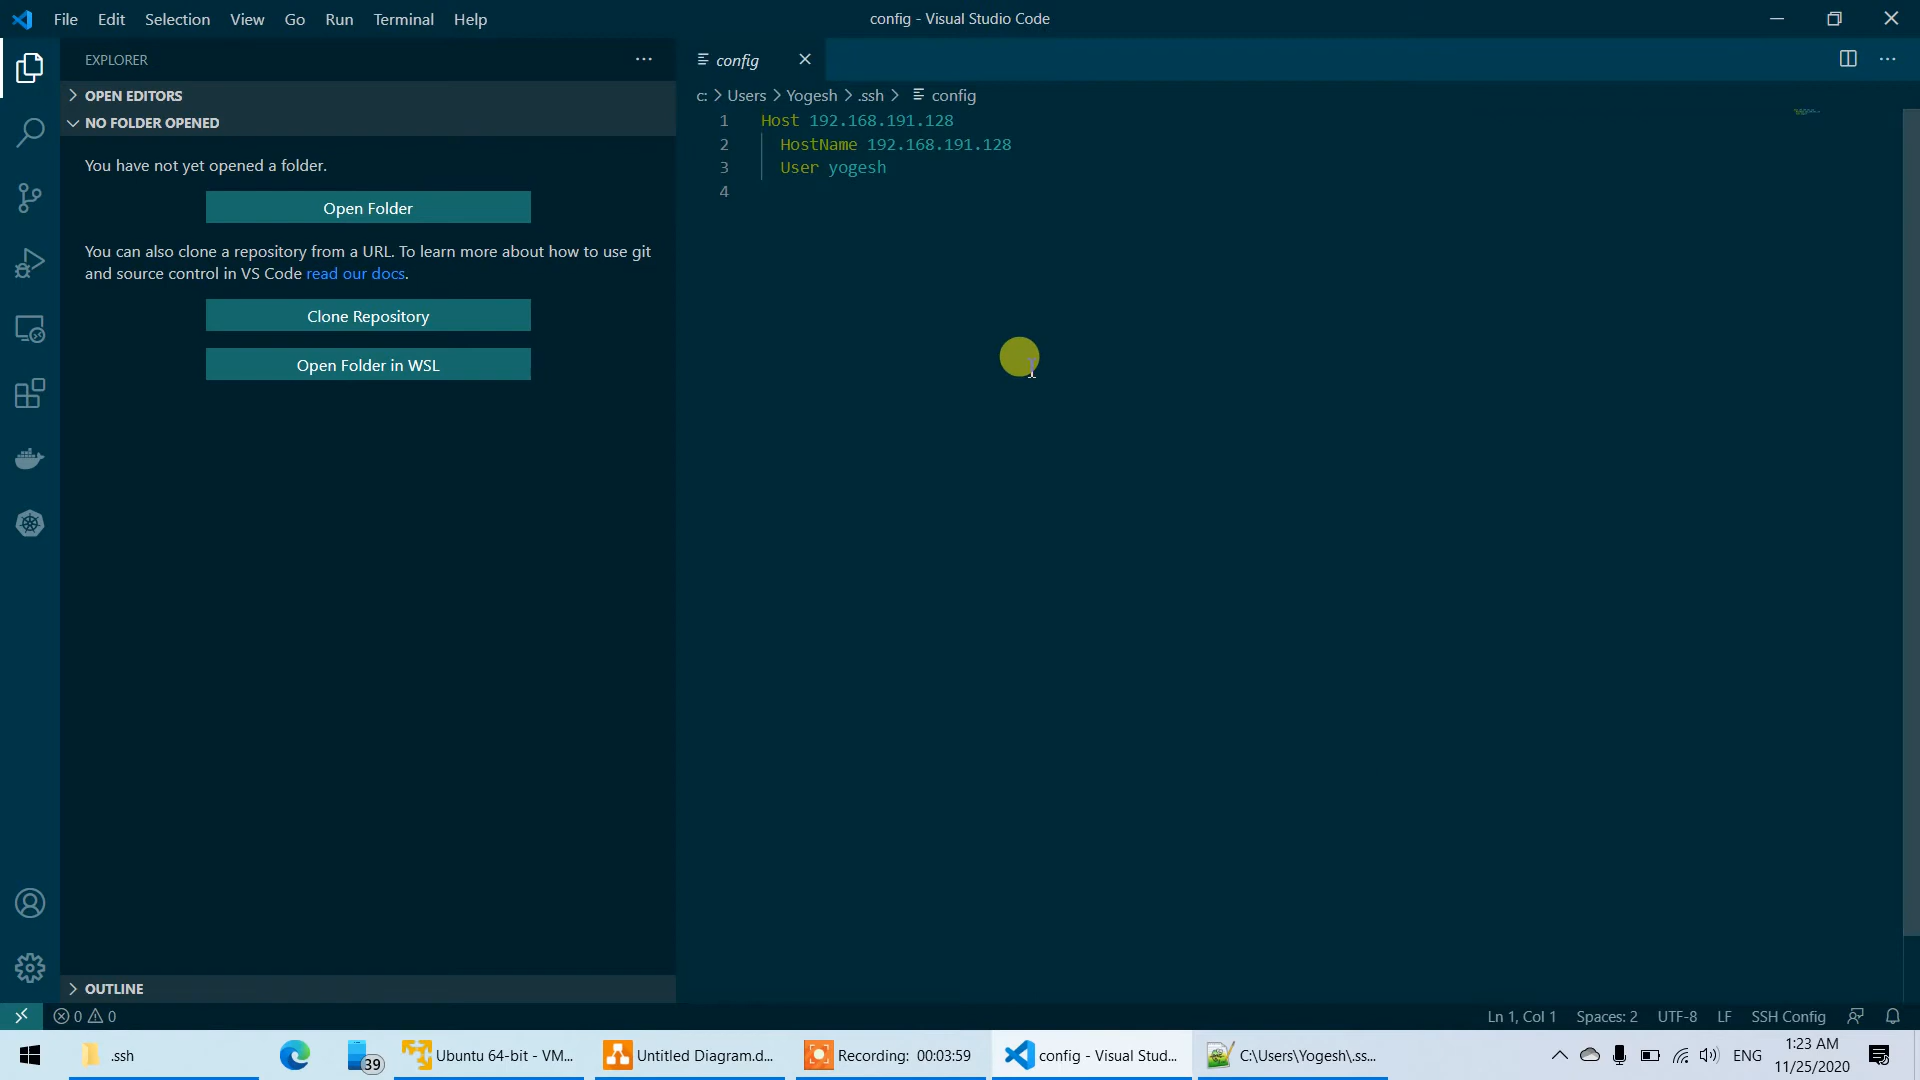 File Edit Selection View Go Run Terminal Help
config - Visual Studio Code
EXPLORER
OPEN EDITORS
NO FOLDER OPENED
You have not yet opened a folder.
Open Folder
You can also clone a repository from a URL. To learn more about how to use git
and source control in VS Code read our docs.
Clone Repository
Open Folder in WSL
OUTLINE
config
c: > Users > Yogesh > .ssh > config
1 Host 192.168.191.128
2 HostName 192.168.191.128
3 User yogesh
4
0 0
Ln 1, Col 1 Spaces: 2 UTF-8 LF SSH Config
.ssh
39
Ubuntu 64-bit - VM...
Untitled Diagram.d...
Recording: 00:03:59
config - Visual Stud...
C:\Users\Yogesh\.ss...
ENG
1:23 AM
11/25/2020